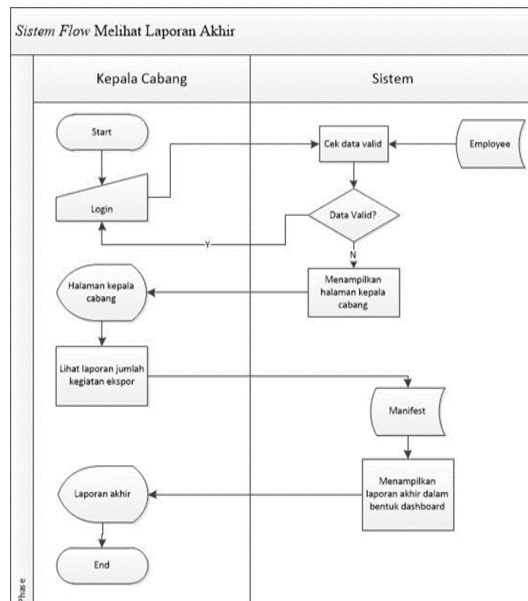 Sistem Flow Melihat Laporan Akhir
Kepala Cabang
Sistem
Start
Cek data valid
Employee
Login
Data Valid?
Y
N
Halaman kepala
cabang
Menampilkan
halaman kepala
cabang
Lihat laporan jumlah
kegiatan ekspor
Manifest
Laporan akhir
Menampilkan
laporan akhir dalam
bentuk dashboard
End
Phase